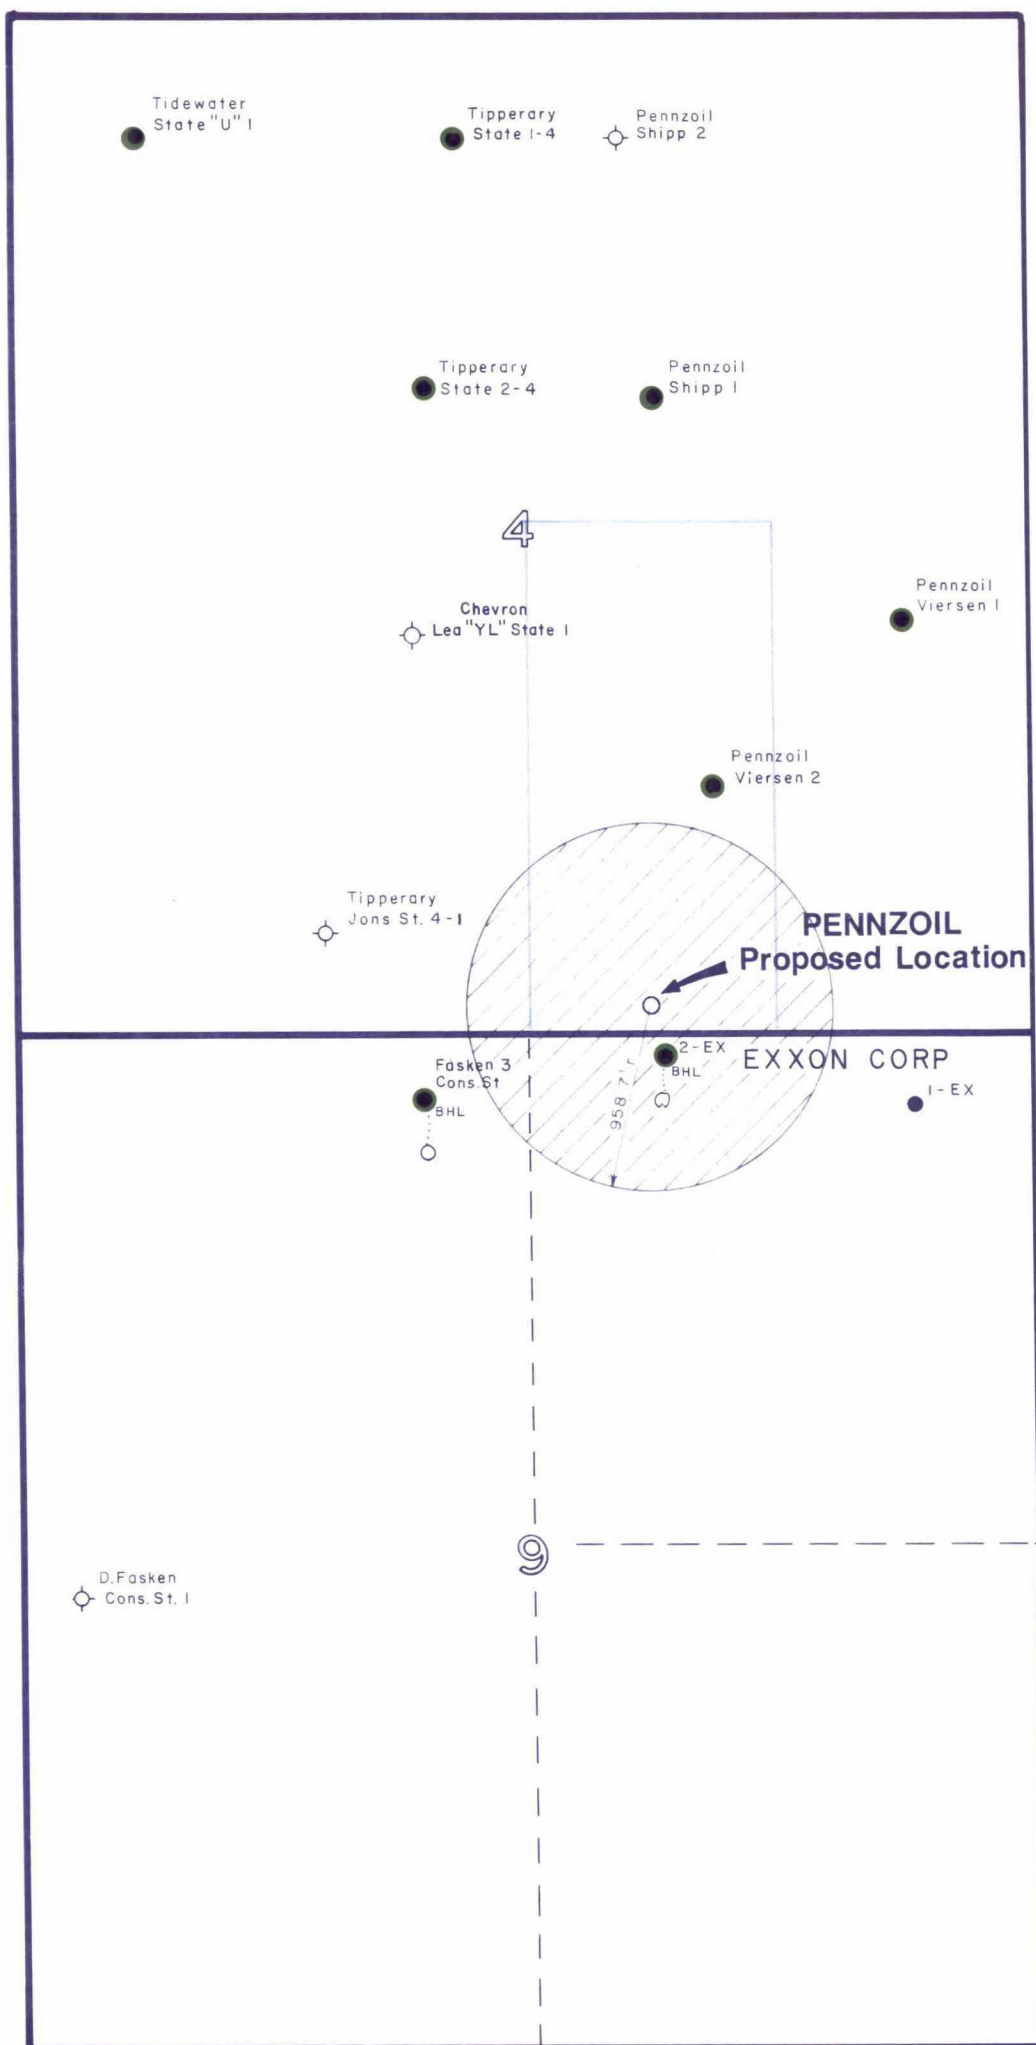 Tidewater
State "U" 1
Tipperary
State 1-4
Pennzoil
Shipp 2
Tipperary
State 2-4
Pennzoil
Shipp 1
4
Pennzoil
Viersen 1
Chevron
Lea "YL" State 1
Pennzoil
Viersen 2
Tipperary
Jons St. 4-1
PENNZOIL
Proposed Location
2-EX
BHL
EXXON CORP
1-EX
Fasken 3
Cons. St
BHL
958.7' r
9
D. Fasken
Cons. St. 1